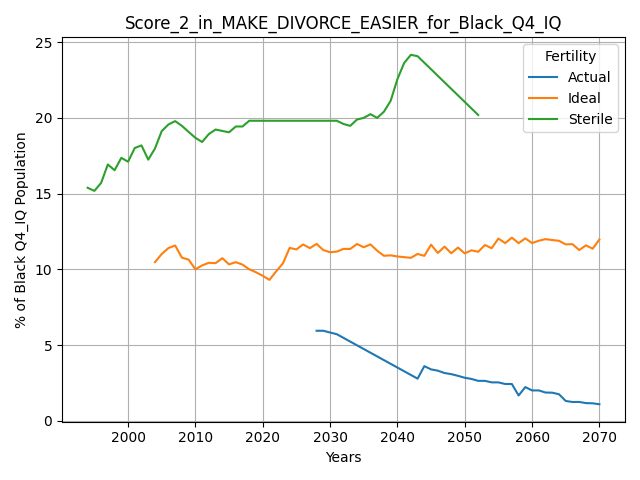 Score_2_in_MAKE_DIVORCE_EASIER_for_Black_Q4_IQ
% of Black Q4_IQ Population
25
20
15
10
5
0
Fertility
Actual
Ideal
Sterile
2000 2010 2020 2030 2040 2050 2060 2070
Years